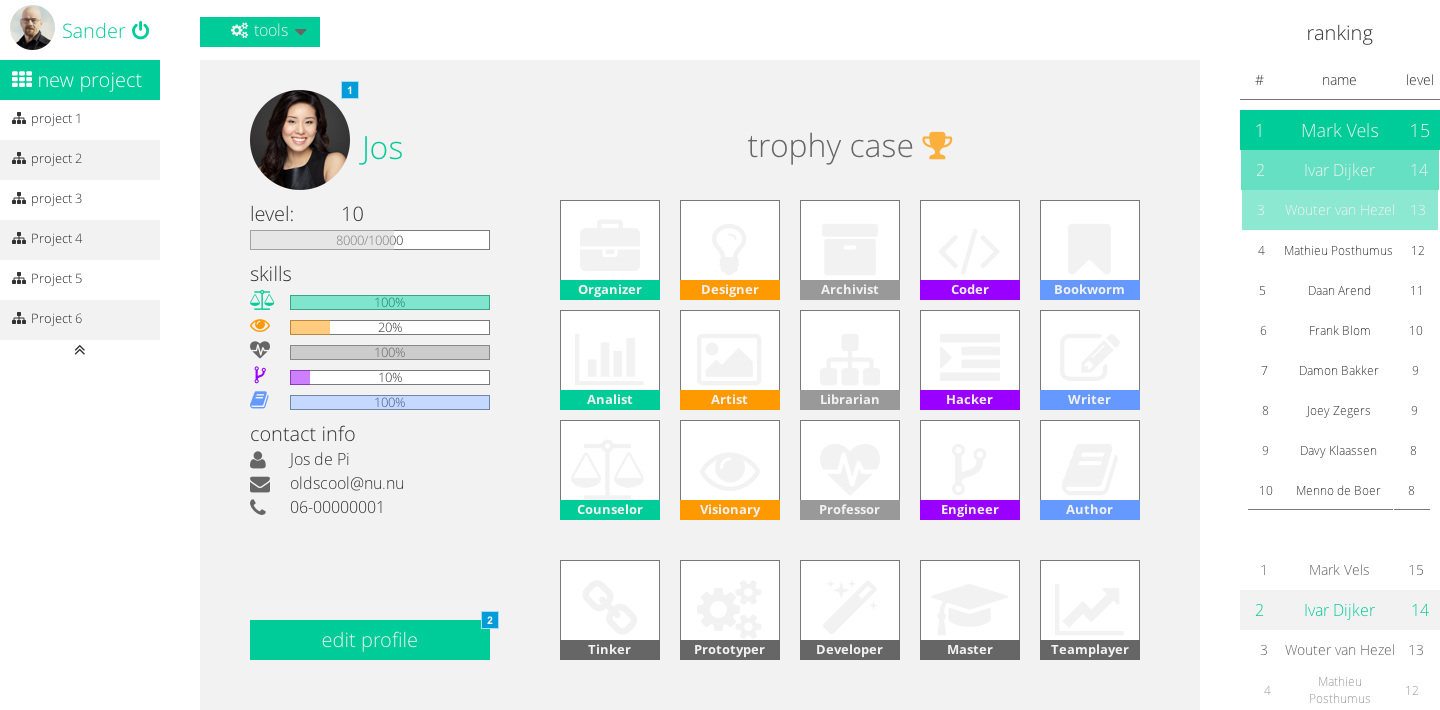 Sander
new project
project 1
project 2
project 3
Project 4
Project 5
Project 6
tools
1
Jos
level: 10
8000/10000
skills
100%
20%
100%
10%
100%
contact info
Jos de Pi
oldscool@nu.nu
06-00000001
2
edit profile
trophy case
Organizer Designer Archivist Coder Bookworm
Analist Artist Librarian Hacker Writer
Counselor Visionary Professor Engineer Author
Tinker Prototyper Developer Master Teamplayer
ranking
# name level
1 Mark Vels 15
2 Ivar Dijker 14
3 Wouter van Hezel 13
4 Mathieu Posthumus 12
5 Daan Arend 11
6 Frank Blom 10
7 Damon Bakker 9
8 Joey Zegers 9
9 Davy Klaassen 8
10 Menno de Boer 8
1 Mark Vels 15
2 Ivar Dijker 14
3 Wouter van Hezel 13
4 Mathieu 12
Posthumus